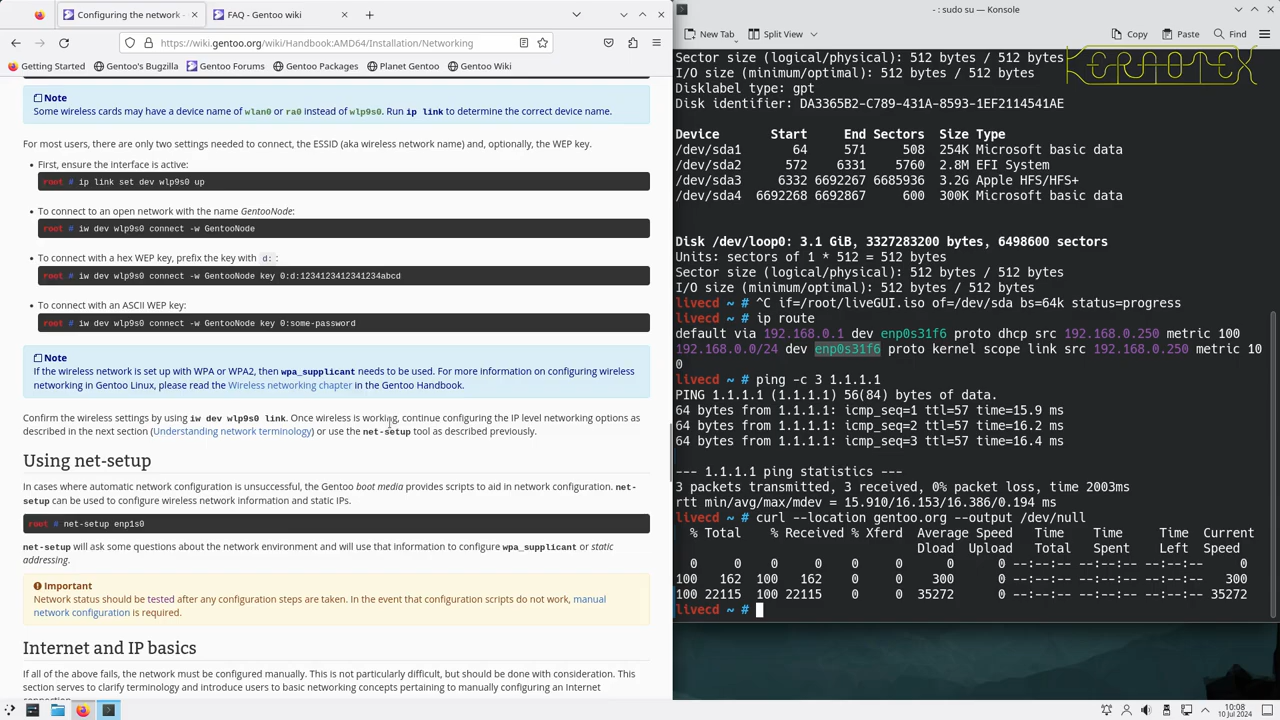 Configuring the network -
FAQ - Gentoo wiki
https://wiki.gentoo.org/wiki/Handbook:AMD64/Installation/Networking
Getting Started
Gentoo's Bugzilla
Gentoo Forums
Gentoo Packages
Planet Gentoo
Gentoo Wiki
Note
Some wireless cards may have a device name of wlan0 or ra0 instead of wlp9s0. Run ip link to determine the correct device name.
For most users, there are only two settings needed to connect, the ESSID (aka wireless network name) and, optionally, the WEP key.
• First, ensure the interface is active:
root # ip link set dev wlp9s0 up
• To connect to an open network with the name GentooNode:
root # iw dev wlp9s0 connect -w GentooNode
• To connect with a hex WEP key, prefix the key with d: :
root # iw dev wlp9s0 connect -w GentooNode key 0:d:1234123412341234abcd
• To connect with an ASCII WEP key:
root # iw dev wlp9s0 connect -w GentooNode key 0:some-password
Note
If the wireless network is set up with WPA or WPA2, then wpa_supplicant needs to be used. For more information on configuring wireless
networking in Gentoo Linux, please read the Wireless networking chapter in the Gentoo Handbook.
Confirm the wireless settings by using iw dev wlp9s0 link. Once wireless is working, continue configuring the IP level networking options as
described in the next section (Understanding network terminology) or use the net-setup tool as described previously.
Using net-setup
In cases where automatic network configuration is unsuccessful, the Gentoo boot media provides scripts to aid in network configuration. net-
setup can be used to configure wireless network information and static IPs.
root # net-setup enp1s0
net-setup will ask some questions about the network environment and will use that information to configure wpa_supplicant or static
addressing.
Important
Network status should be tested after any configuration steps are taken. In the event that configuration scripts do not work, manual
network configuration is required.
Internet and IP basics
If all of the above fails, the network must be configured manually. This is not particularly difficult, but should be done with consideration. This
section serves to clarify terminology and introduce users to basic networking concepts pertaining to manually configuring an Internet
- : sudo su — Konsole
New Tab
Split View
Copy
Paste
Find
KERAOTEX
Sector size (logical/physical): 512 bytes / 512 bytes
I/O size (minimum/optimal): 512 bytes / 512 bytes
Disklabel type: gpt
Disk identifier: DA3365B2-C789-431A-8593-1EF2114541AE
Device Start End Sectors Size Type
/dev/sda1 64 571 508 254K Microsoft basic data
/dev/sda2 572 6331 5760 2.8M EFI System
/dev/sda3 6332 6692267 6685936 3.2G Apple HFS/HFS+
/dev/sda4 6692268 6692867 600 300K Microsoft basic data
Disk /dev/loop0: 3.1 GiB, 3327283200 bytes, 6498600 sectors
Units: sectors of 1 * 512 = 512 bytes
Sector size (logical/physical): 512 bytes / 512 bytes
I/O size (minimum/optimal): 512 bytes / 512 bytes
livecd ~ # ^C if=/root/liveGUI.iso of=/dev/sda bs=64k status=progress
livecd ~ # ip route
default via 192.168.0.1 dev enp0s31f6 proto dhcp src 192.168.0.250 metric 100
192.168.0.0/24 dev enp0s31f6 proto kernel scope link src 192.168.0.250 metric 10
0
livecd ~ # ping -c 3 1.1.1.1
PING 1.1.1.1 (1.1.1.1) 56(84) bytes of data.
64 bytes from 1.1.1.1: icmp_seq=1 ttl=57 time=15.9 ms
64 bytes from 1.1.1.1: icmp_seq=2 ttl=57 time=16.2 ms
64 bytes from 1.1.1.1: icmp_seq=3 ttl=57 time=16.4 ms
--- 1.1.1.1 ping statistics ---
3 packets transmitted, 3 received, 0% packet loss, time 2003ms
rtt min/avg/max/mdev = 15.910/16.153/16.386/0.194 ms
livecd ~ # curl --location gentoo.org --output /dev/null
% Total % Received % Xferd Average Speed Time Time Time Current
Dload Upload Total Spent Left Speed
0 0 0 0 0 0 0 0 --:--:-- --:--:-- --:--:-- 0
100 162 100 162 0 0 300 0 --:--:-- --:--:-- --:--:-- 300
100 22115 100 22115 0 0 35272 0 --:--:-- --:--:-- --:--:-- 35272
livecd ~ #
10:08
10 Jul 2024